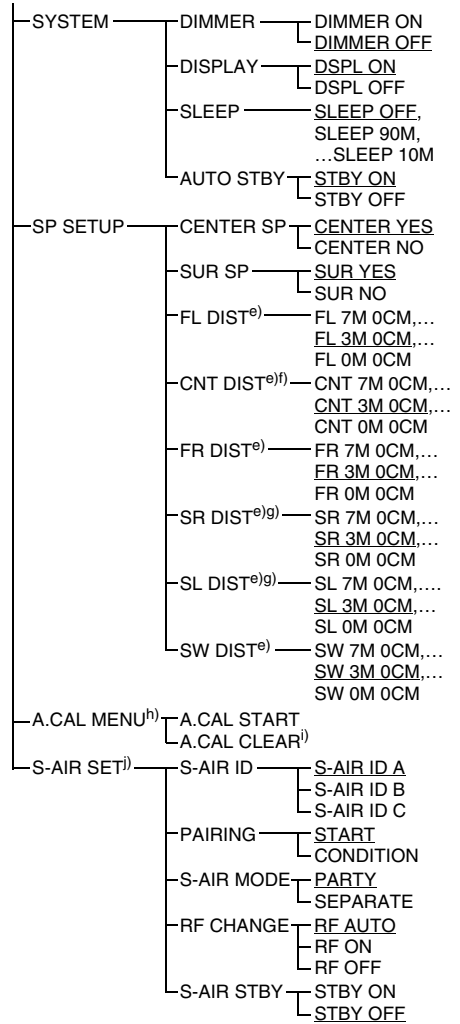 SYSTEM DIMMER DIMMER ON
DIMMER OFF
DISPLAY DSPL ON
DSPL OFF
SLEEP SLEEP OFF,
SLEEP 90M,
…SLEEP 10M
AUTO STBY STBY ON
STBY OFF
SP SETUP CENTER SP CENTER YES
CENTER NO
SUR SP SUR YES
SUR NO
FL DISTe) FL 7M 0CM,…
FL 3M 0CM,…
FL 0M 0CM
CNT DISTe)f) CNT 7M 0CM,…
CNT 3M 0CM,…
CNT 0M 0CM
FR DISTe) FR 7M 0CM,…
FR 3M 0CM,…
FR 0M 0CM
SR DISTe)g) SR 7M 0CM,…
SR 3M 0CM,…
SR 0M 0CM
SL DISTe)g) SL 7M 0CM,….
SL 3M 0CM,…
SL 0M 0CM
SW DISTe) SW 7M 0CM,…
SW 3M 0CM,…
SW 0M 0CM
A.CAL MENUh) A.CAL START
A.CAL CLEARi)
S-AIR SETj) S-AIR ID S-AIR ID A
S-AIR ID B
S-AIR ID C
PAIRING START
CONDITION
S-AIR MODE PARTY
SEPARATE
RF CHANGE RF AUTO
RF ON
RF OFF
S-AIR STBY STBY ON
STBY OFF